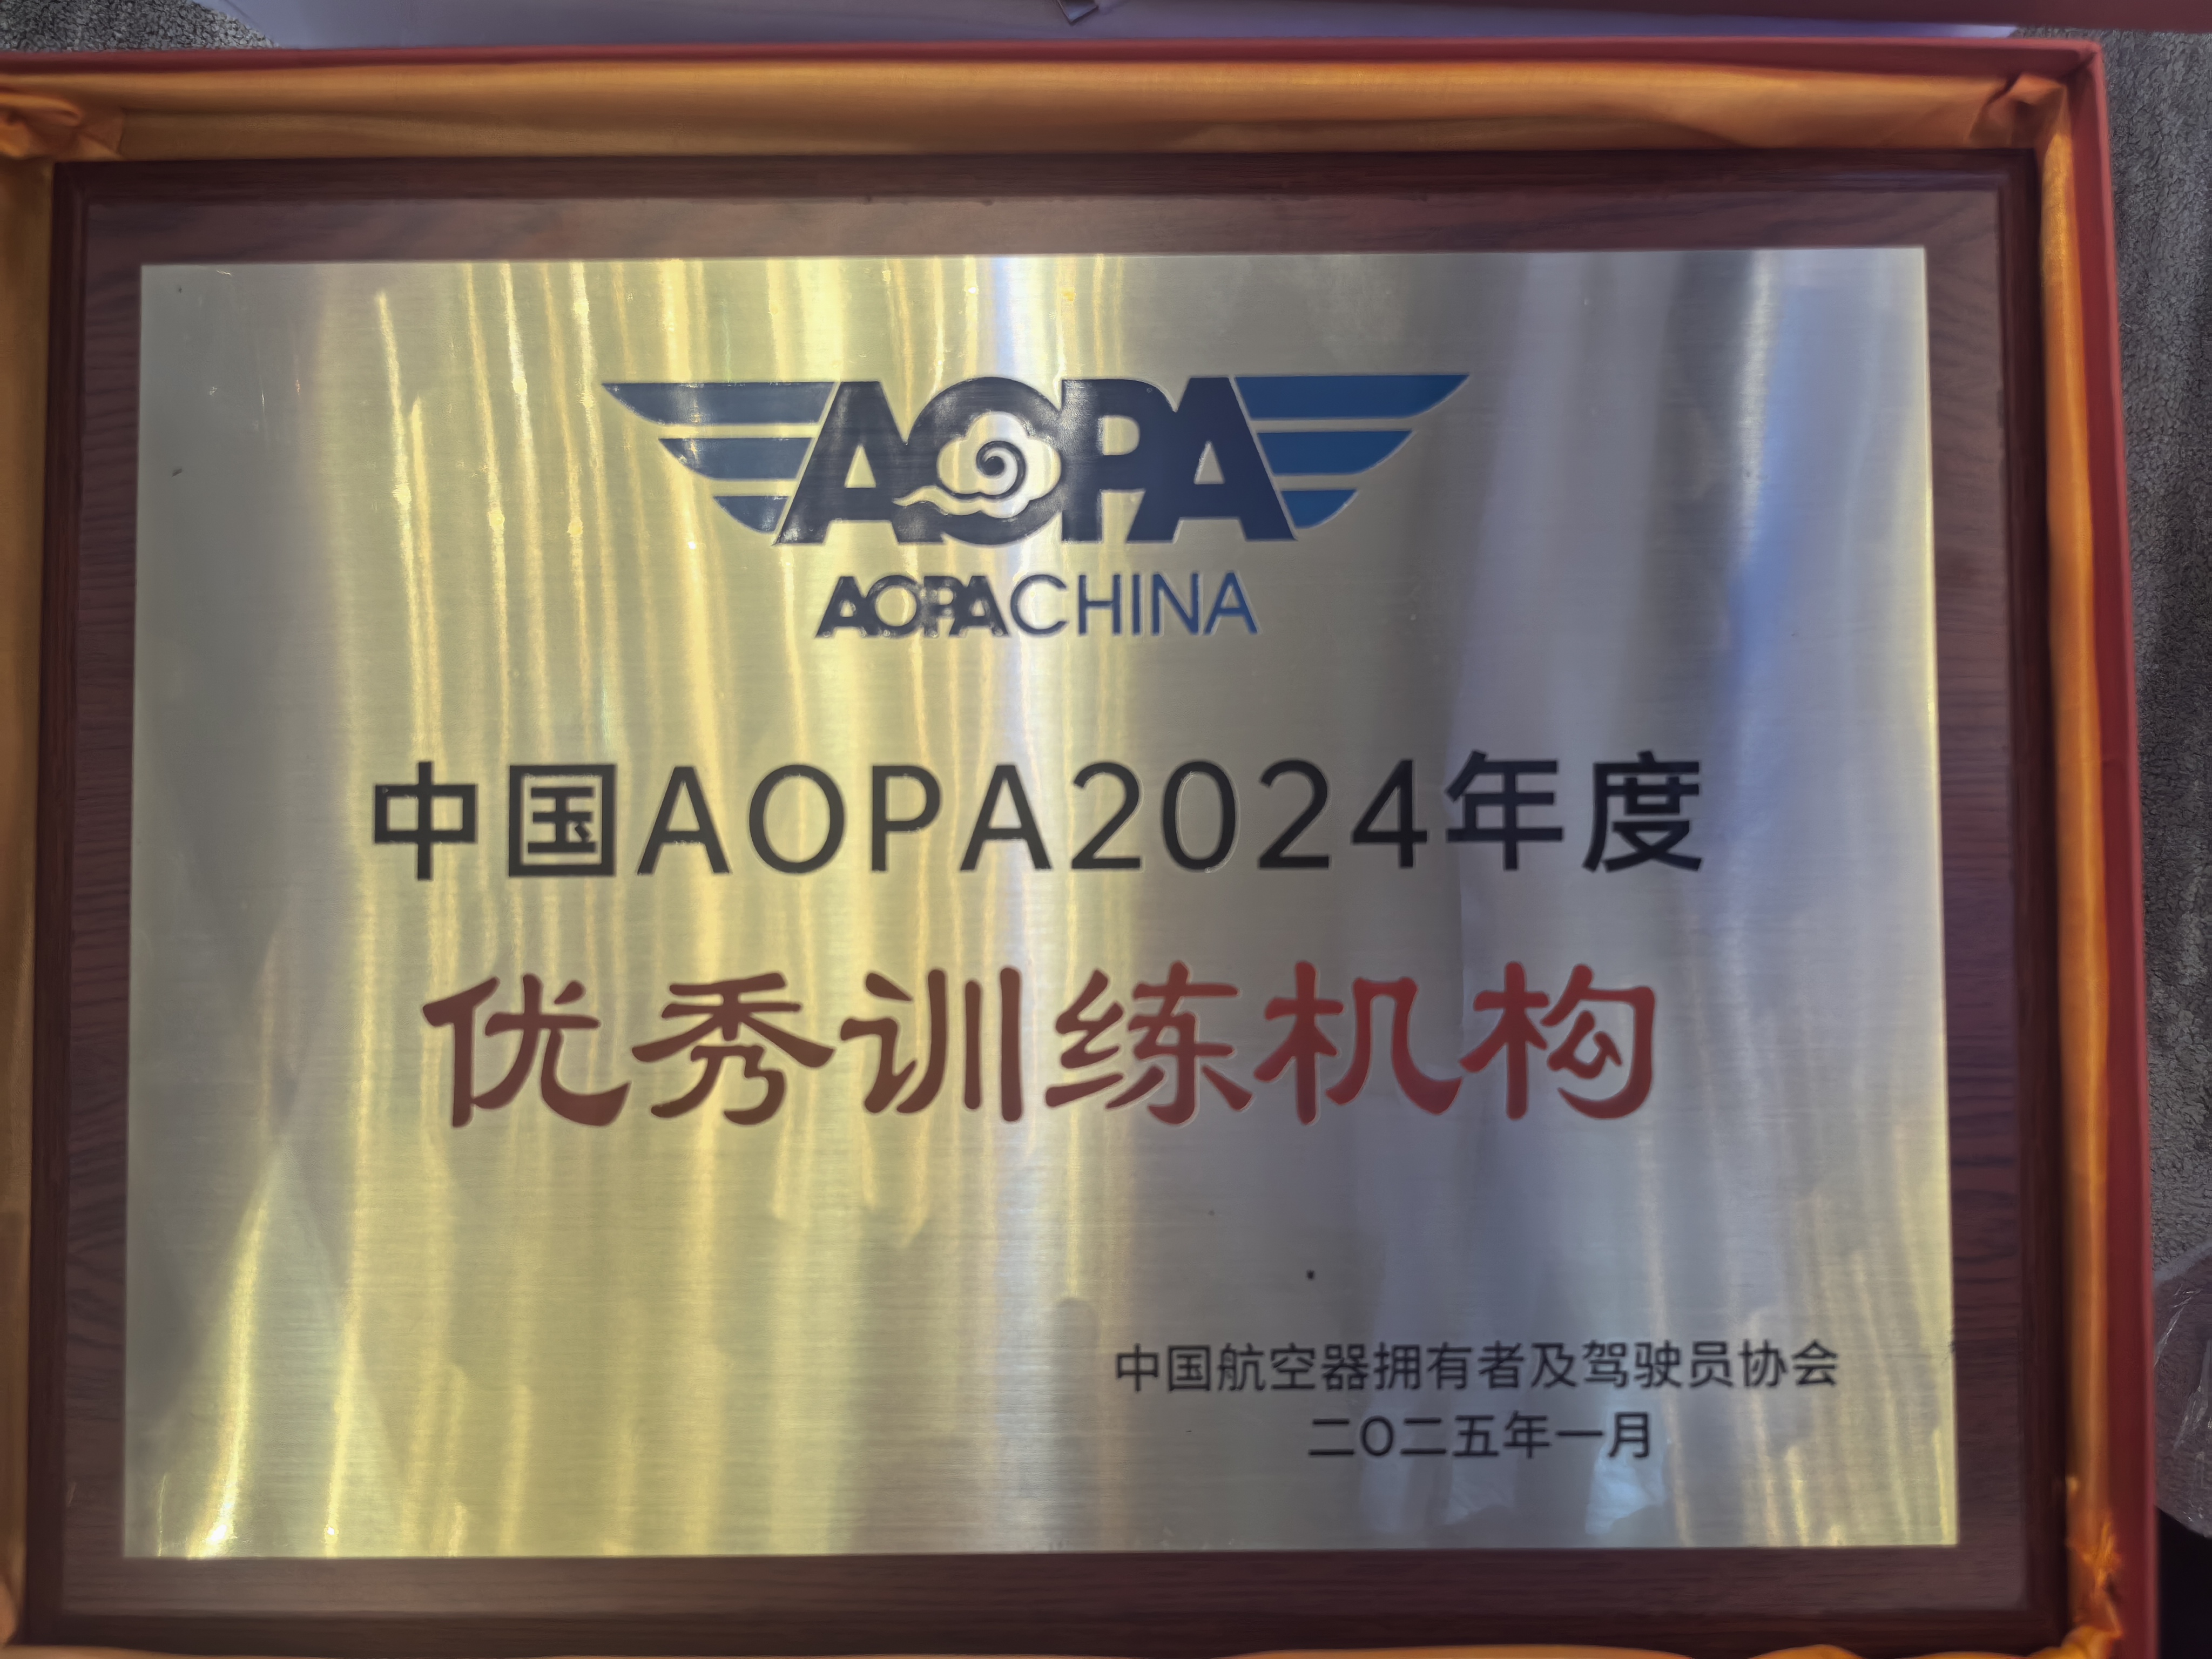 AOPA
AOPA CHINA
中国AOPA2024年度
优秀训练机构
中国航空器拥有者及驾驶员协会
二〇二五年一月